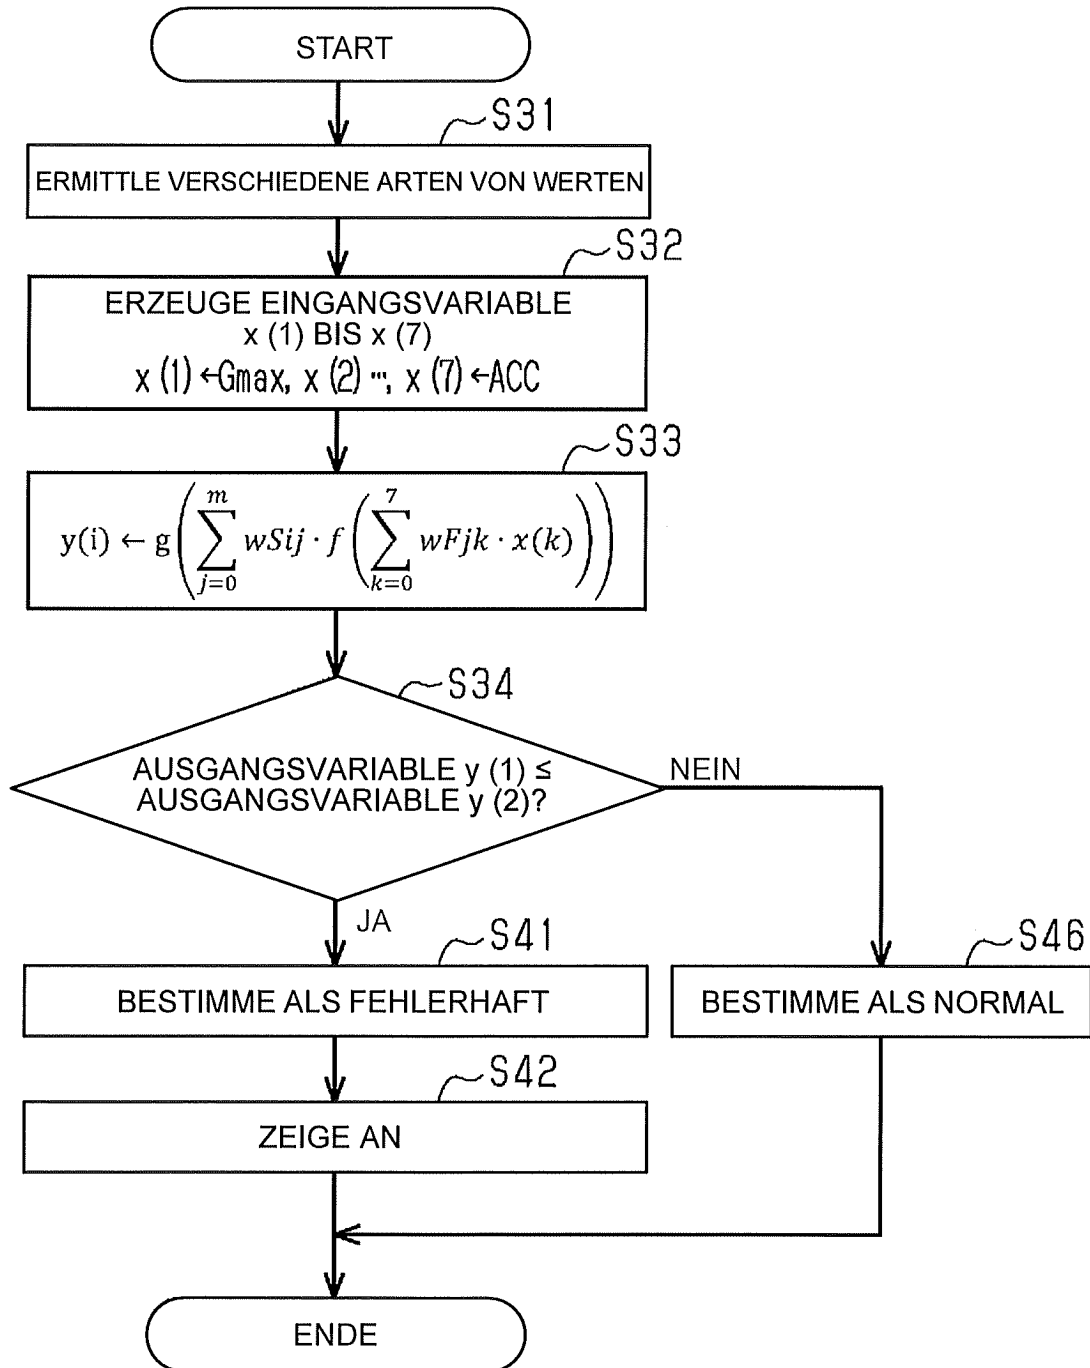 START
S31
ERMITTLE VERSCHIEDENE ARTEN VON WERTEN
S32
ERZEUGE EINGANGSVARIABLE
x (1) BIS x (7)
x (1) ←Gmax, x (2) …, x (7) ←ACC
S33
y(i) ← g(∑_{j=0}^{m} wSij · f(∑_{k=0}^{7} wFjk · x(k)))
S34
AUSGANGSVARIABLE y (1) ≤
AUSGANGSVARIABLE y (2)?
NEIN
JA
S41
BESTIMME ALS FEHLERHAFT
S46
BESTIMME ALS NORMAL
S42
ZEIGE AN
ENDE